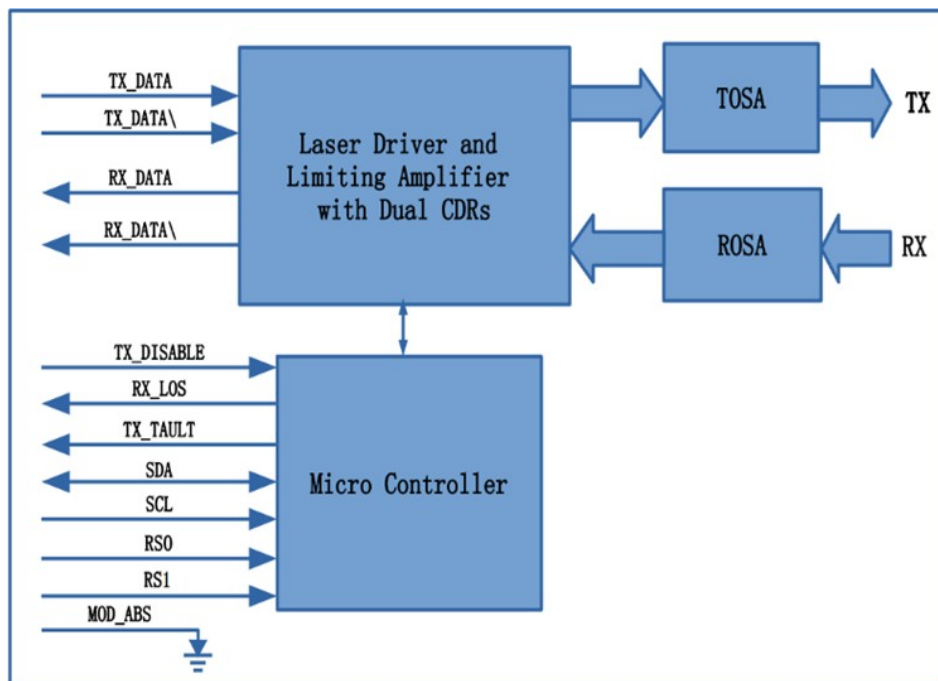 TX_DATA
TX_DATA\
RX_DATA
RX_DATA\
Laser Driver and
Limiting Amplifier
with Dual CDRs
TOSA
TX
ROSA
RX
TX_DISABLE
RX_LOS
TX_TAULT
SDA
SCL
RS0
RS1
MOD_ABS
Micro Controller